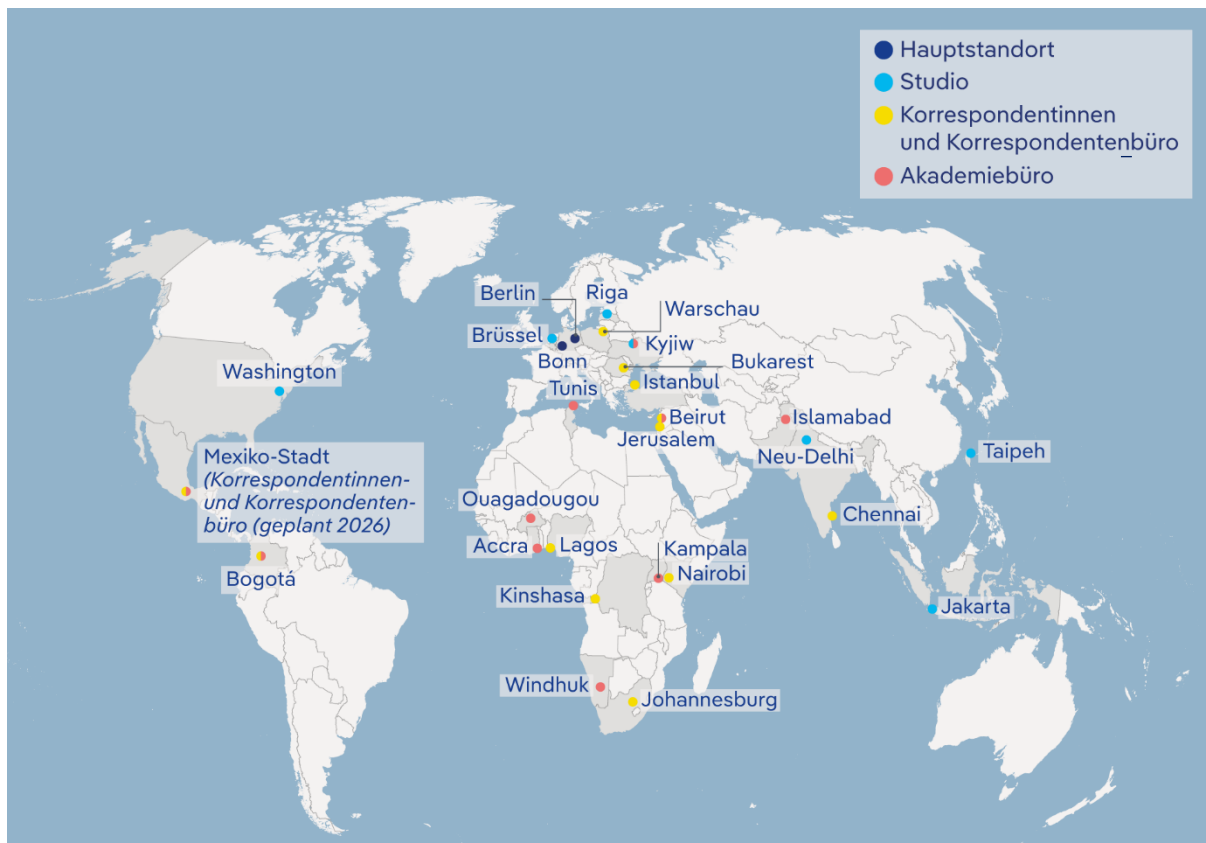 Hauptstandort
Studio
Korrespondentinnen
und Korrespondentenbüro
Akademiebüro
Berlin
Riga
Warschau
Brüssel
Kyjiw
Bonn
Bukarest
Washington
Tunis
Istanbul
Beirut
Islamabad
Jerusalem
Neu-Delhi
Taipeh
Mexiko-Stadt
(Korrespondentinnen-
und Korrespondenten-
büro (geplant 2026)
Ouagadougou
Chennai
Accra
Lagos
Kampala
Nairobi
Bogotá
Kinshasa
Jakarta
Windhuk
Johannesburg